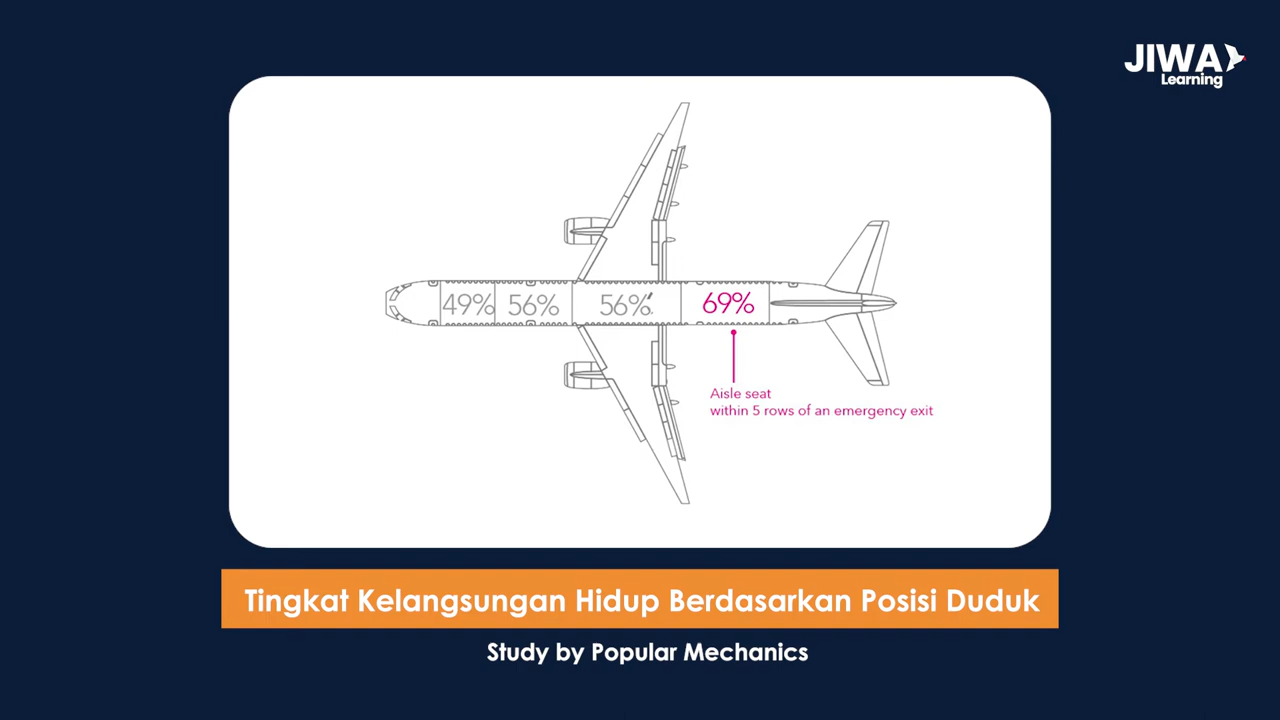 JIWA
Learning
49% 56% 56% 69%
Aisle seat
within 5 rows of an emergency exit
Tingkat Kelangsungan Hidup Berdasarkan Posisi Duduk
Study by Popular Mechanics